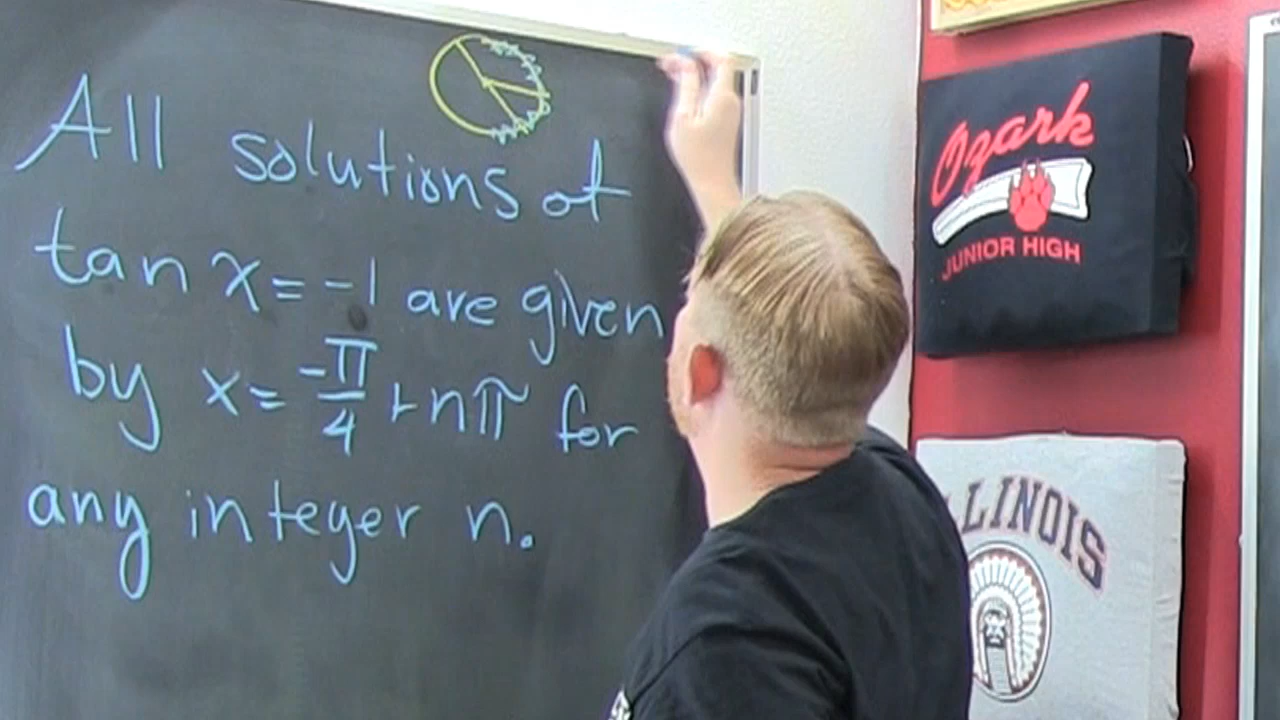 All solutions of
tan x = -1 are given
by x = -π/4 + nπ for
any integer n.
Ozark
JUNIOR HIGH
ILLINOIS